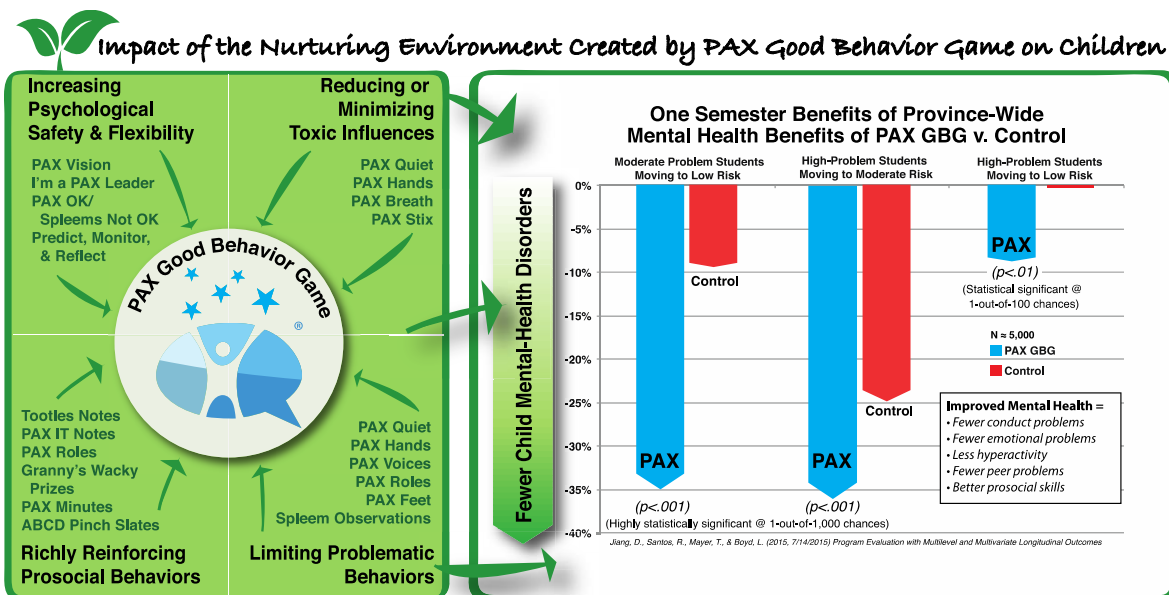 Impact of the Nurturing Environment Created by PAX Good Behavior Game on Children
Increasing
Psychological
Safety & Flexibility
PAX Vision
I'm a PAX Leader
PAX OK/
Spleems Not OK
Predict, Monitor,
& Reflect
Reducing or
Minimizing
Toxic Influences
PAX Quiet
PAX Hands
PAX Breath
PAX Stix
PAX Good Behavior Game
®
Tootles Notes
PAX IT Notes
PAX Roles
Granny's Wacky
Prizes
PAX Minutes
ABCD Pinch Slates
Richly Reinforcing
Prosocial Behaviors
PAX Quiet
PAX Hands
PAX Voices
PAX Roles
PAX Feet
Spleem Observations
Limiting Problematic
Behaviors
Fewer Child Mental-Health Disorders
One Semester Benefits of Province-Wide
Mental Health Benefits of PAX GBG v. Control
Moderate Problem Students
Moving to Low Risk
High-Problem Students
Moving to Moderate Risk
High-Problem Students
Moving to Low Risk
0%
-5%
-10%
-15%
-20%
-25%
-30%
-35%
-40%
PAX
Control
(p<.001)
PAX
Control
(p<.001)
(Highly statistically significant @ 1-out-of-1,000 chances)
PAX
(p<.01)
(Statistical significant @
1-out-of-100 chances)
N ≈ 5,000
PAX GBG
Control
Improved Mental Health =
• Fewer conduct problems
• Fewer emotional problems
• Less hyperactivity
• Fewer peer problems
• Better prosocial skills
Jiang, D., Santos, R., Mayer, T., & Boyd, L. (2015, 7/14/2015) Program Evaluation with Multilevel and Multivariate Longitudinal Outcomes